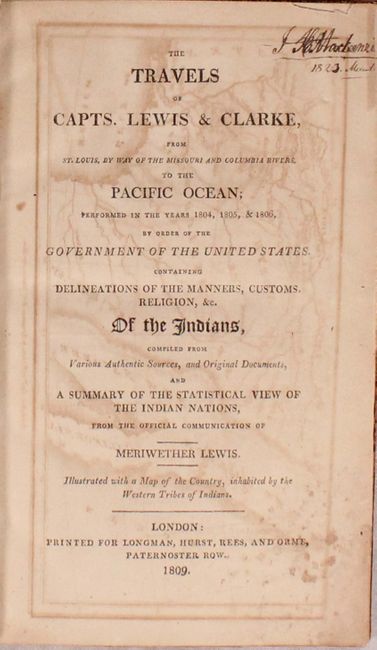 J H Mackenzie
1823.
THE
TRAVELS
OF
CAPTS. LEWIS & CLARKE,
FROM
ST. LOUIS, BY WAY OF THE MISSOURI AND COLUMBIA RIVERS,
TO THE
PACIFIC OCEAN;
PERFORMED IN THE YEARS 1804, 1805, & 1806,
BY ORDER OF THE
GOVERNMENT OF THE UNITED STATES.
CONTAINING
DELINEATIONS OF THE MANNERS, CUSTOMS,
RELIGION, &c.
Of the Indians,
COMPILED FROM
Various Authentic Sources, and Original Documents,
AND
A SUMMARY OF THE STATISTICAL VIEW OF
THE INDIAN NATIONS,
FROM THE OFFICIAL COMMUNICATION OF
MERIWETHER LEWIS.
Illustrated with a Map of the Country, inhabited by the
Western Tribes of Indians.
LONDON:
PRINTED FOR LONGMAN, HURST, REES, AND ORME,
PATERNOSTER ROW.
1809.